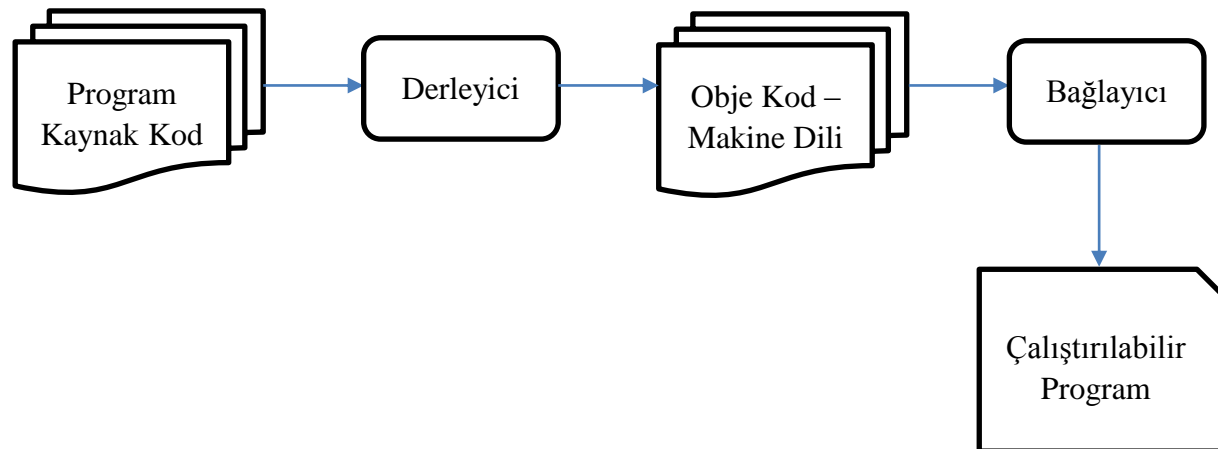 Program
Kaynak Kod
Derleyici
Obje Kod –
Makine Dili
Bağlayıcı
Çalıştırılabilir
Program